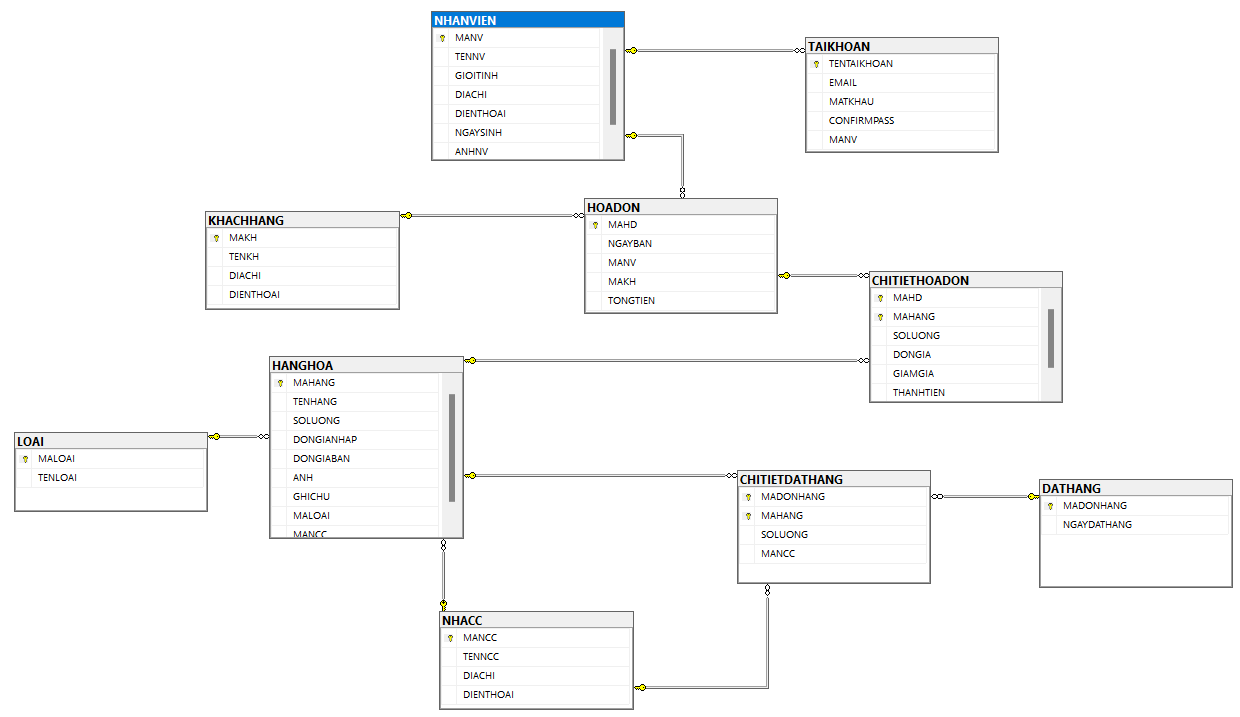 NHANVIEN
MANV
TENNV
GIOITINH
DIACHI
DIENTHOAI
NGAYSINH
ANHNV
TAIKHOAN
TENTAIKHOAN
EMAIL
MATKHAU
CONFIRMPASS
MANV
KHACHHANG
MAKH
TENKH
DIACHI
DIENTHOAI
HOADON
MAHD
NGAYBAN
MANV
MAKH
TONGTIEN
CHITIETHOADON
MAHD
MAHANG
SOLUONG
DONGIA
GIAMGIA
THANHTIEN
HANGHOA
MAHANG
TENHANG
SOLUONG
DONGIANHAP
DONGIABAN
ANH
GHICHU
MALOAI
MANCC
LOAI
MALOAI
TENLOAI
CHITIETDATHANG
MADONHANG
MAHANG
SOLUONG
MANCC
DATHANG
MADONHANG
NGAYDATHANG
NHACC
MANCC
TENNCC
DIACHI
DIENTHOAI